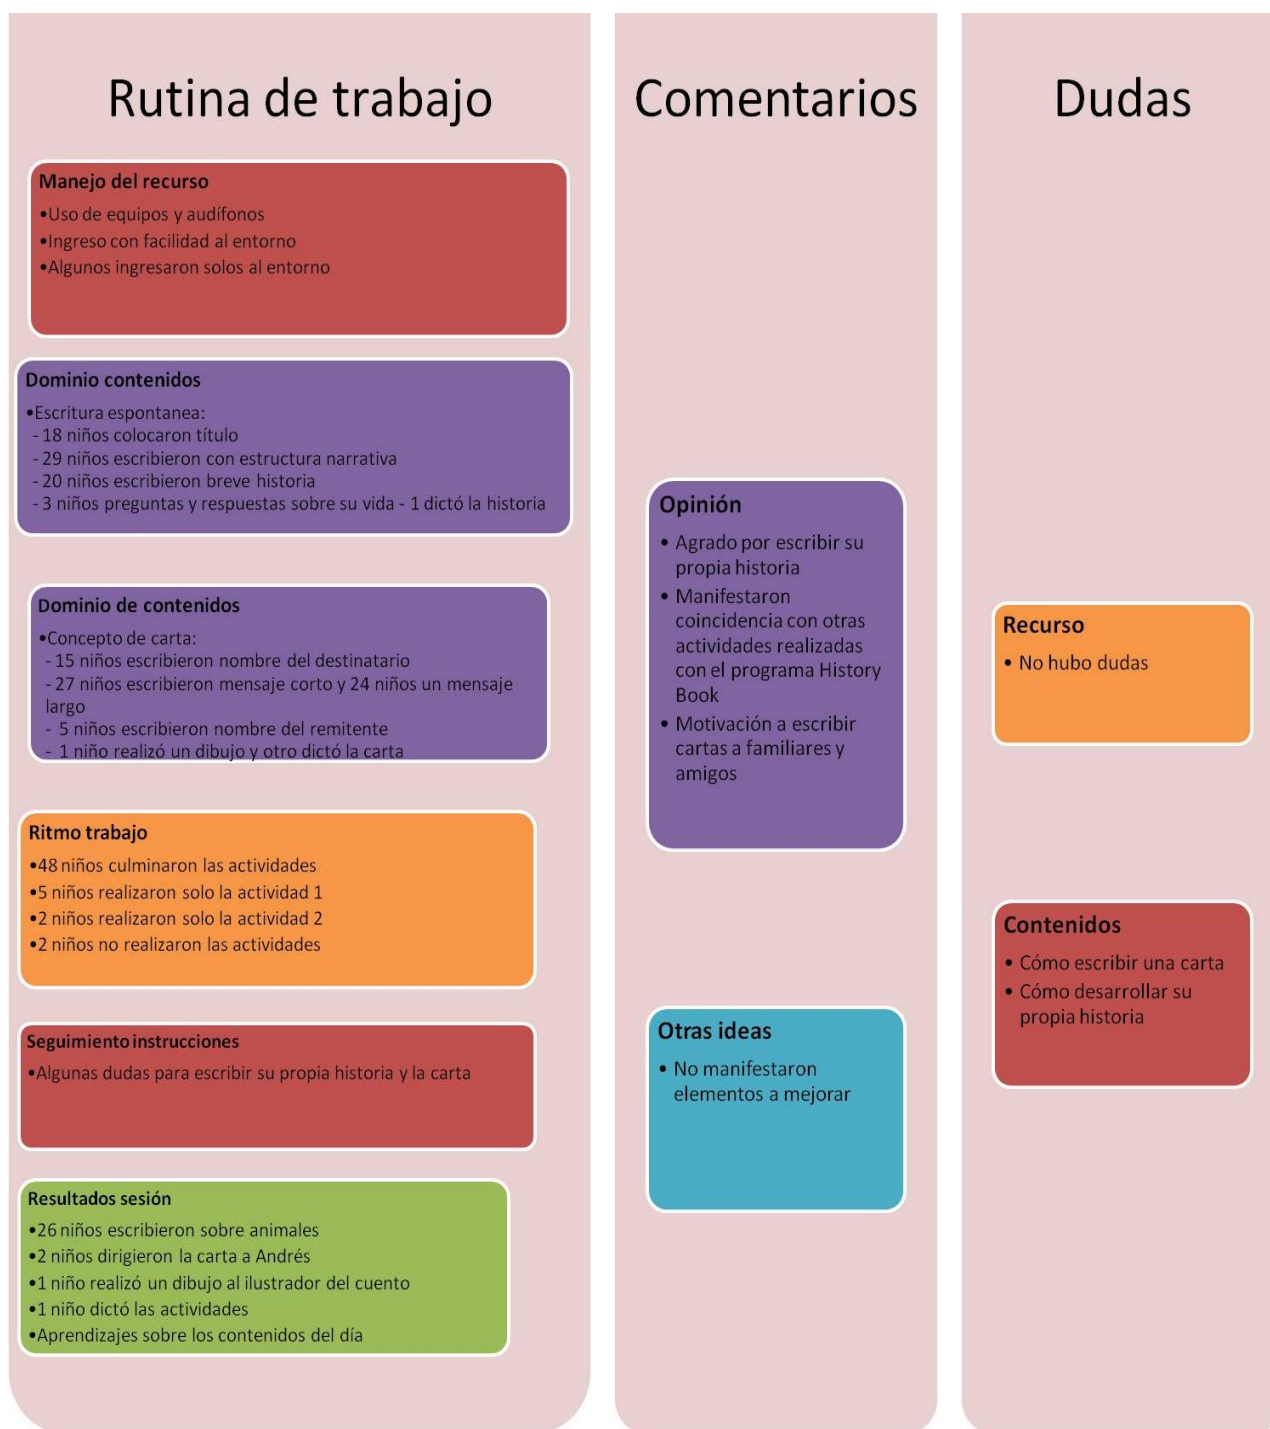 Rutina de trabajo
Manejo del recurso
•Uso de equipos y audífonos
•Ingreso con facilidad al entorno
•Algunos ingresaron solos al entorno
Dominio contenidos
•Escritura espontanea:
- 18 niños colocaron título
- 29 niños escribieron con estructura narrativa
- 20 niños escribieron breve historia
- 3 niños preguntas y respuestas sobre su vida - 1 dictó la historia
Dominio de contenidos
•Concepto de carta:
- 15 niños escribieron nombre del destinatario
- 27 niños escribieron mensaje corto y 24 niños un mensaje
largo
- 5 niños escribieron nombre del remitente
- 1 niño realizó un dibujo y otro dictó la carta
Ritmo trabajo
•48 niños culminaron las actividades
•5 niños realizaron solo la actividad 1
•2 niños realizaron solo la actividad 2
•2 niños no realizaron las actividades
Seguimiento instrucciones
•Algunas dudas para escribir su propia historia y la carta
Resultados sesión
•26 niños escribieron sobre animales
•2 niños dirigieron la carta a Andrés
•1 niño realizó un dibujo al ilustrador del cuento
•1 niño dictó las actividades
•Aprendizajes sobre los contenidos del día
Comentarios
Opinión
• Agrado por escribir su
propia historia
• Manifestaron
coincidencia con otras
actividades realizadas
con el programa History
Book
• Motivación a escribir
cartas a familiares y
amigos
Otras ideas
• No manifestaron
elementos a mejorar
Dudas
Recurso
• No hubo dudas
Contenidos
• Cómo escribir una carta
• Cómo desarrollar su
propia historia